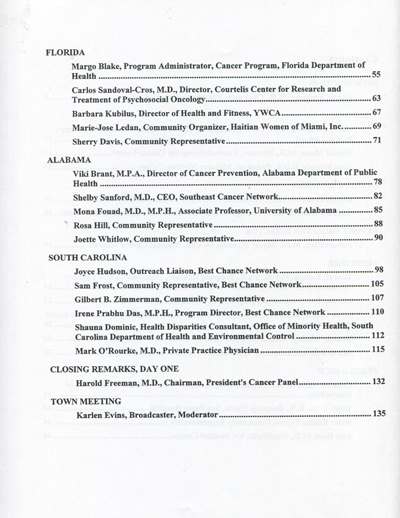 FLORIDA
Margo Blake, Program Administrator, Cancer Program, Florida Department of
Health ........ 55
Carlos Sandoval-Cros, M.D., Director, Courtelis Center for Research and
Treatment of Psychosocial Oncology ........ 63
Barbara Kubilus, Director of Health and Fitness, YWCA ........ 67
Marie-Jose Ledan, Community Organizer, Haitian Women of Miami, Inc. ........ 69
Sherry Davis, Community Representative ........ 71
ALABAMA
Viki Brant, M.P.A., Director of Cancer Prevention, Alabama Department of Public
Health ........ 78
Shelby Sanford, M.D., CEO, Southeast Cancer Network ........ 82
Mona Fouad, M.D., M.P.H., Associate Professor, University of Alabama ........ 85
Rosa Hill, Community Representative ........ 88
Joette Whitlow, Community Representative ........ 90
SOUTH CAROLINA
Joyce Hudson, Outreach Liaison, Best Chance Network ........ 98
Sam Frost, Community Representative, Best Chance Network ........ 105
Gilbert B. Zimmerman, Community Representative ........ 107
Irene Prabhu Das, M.S.P.H., Program Director, Best Chance Network ........ 110
Shauna Dominic, Health Disparities Consultant, Office of Minority Health, South
Carolina Department of Health and Environmental Control ........ 112
Mark O'Rourke, M.D., Private Practice Physician ........ 115
CLOSING REMARKS, DAY ONE
Harold Freeman, M.D., Chairman, President's Cancer Panel ........ 132
TOWN MEETING
Karlen Evins, Broadcaster, Moderator ........ 135